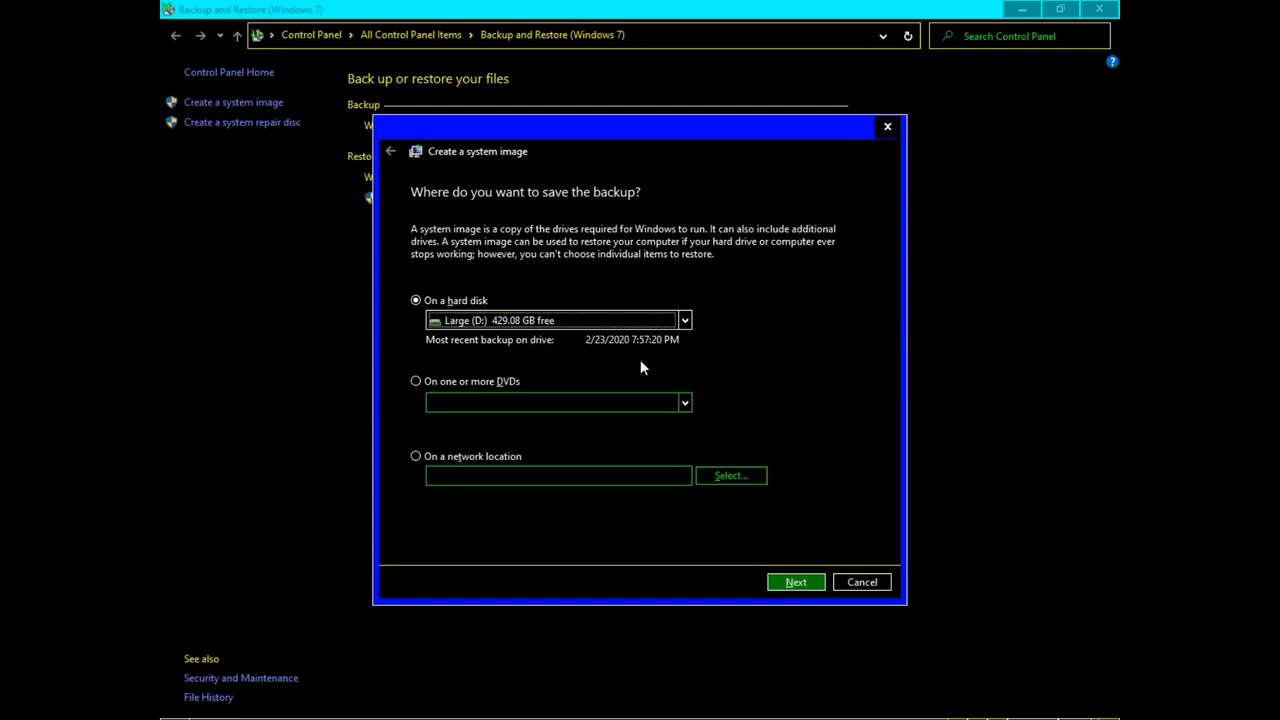 Backup and Restore (Windows 7)
Control Panel All Control Panel Items Backup and Restore (Windows 7)
Search Control Panel
Control Panel Home
Create a system image
Create a system repair disc
Back up or restore your files
Backup
W
Resto
W
Create a system image
Where do you want to save the backup?
A system image is a copy of the drives required for Windows to run. It can also include additional
drives. A system image can be used to restore your computer if your hard drive or computer ever
stops working; however, you can't choose individual items to restore.
On a hard disk
Large (D:) 429.08 GB free
Most recent backup on drive: 2/23/2020 7:57:20 PM
On one or more DVDs
On a network location
Select...
Next Cancel
See also
Security and Maintenance
File History